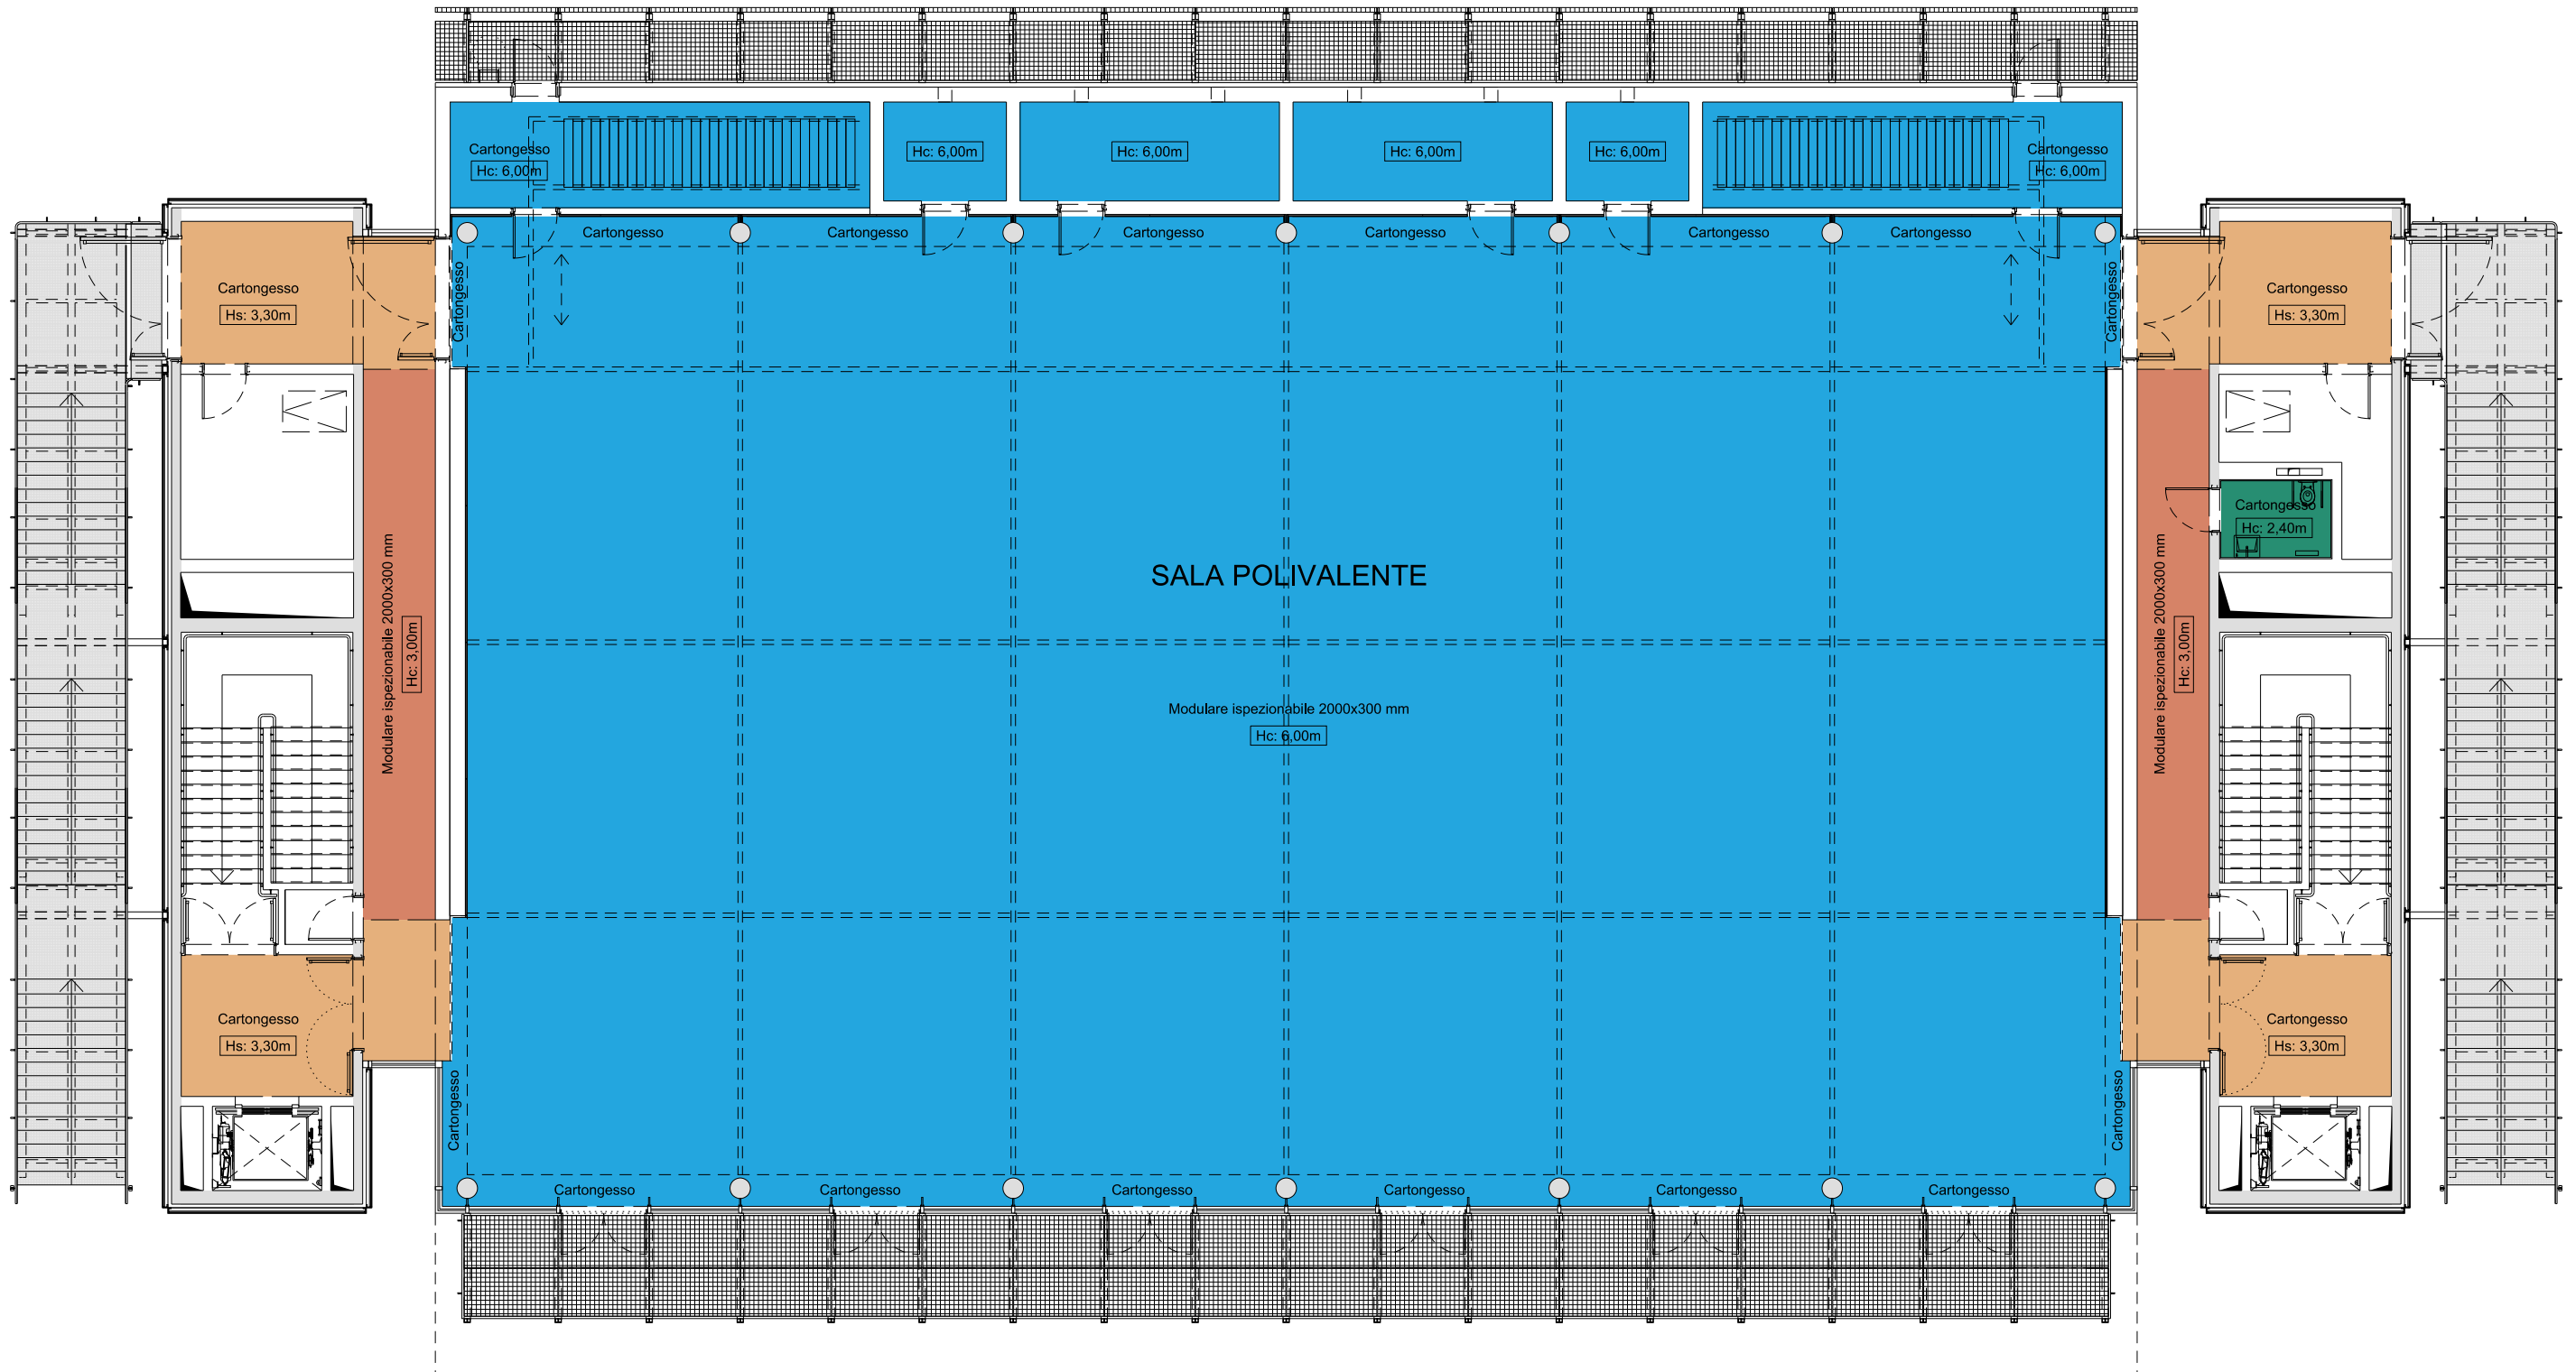 Cartongesso
Hc: 6,00m
Hc: 6,00m
Hc: 6,00m
Hc: 6,00m
Hc: 6,00m
Cartongesso
Hc: 6,00m
Cartongesso
Cartongesso
Cartongesso
Cartongesso
Cartongesso
Cartongesso
Cartongesso
Hs: 3,30m
Cartongesso
Cartongesso
Cartongesso
Hs: 3,30m
Modulare ispezionabile 2000x300 mm
Hc: 3,00m
SALA POLIVALENTE
Modulare ispezionabile 2000x300 mm
Hc: 6,00m
Modulare ispezionabile 2000x300 mm
Hc: 3,00m
Cartongesso
Hc: 2,40m
Cartongesso
Hs: 3,30m
Cartongesso
Cartongesso
Cartongesso
Hs: 3,30m
Cartongesso
Cartongesso
Cartongesso
Cartongesso
Cartongesso
Cartongesso